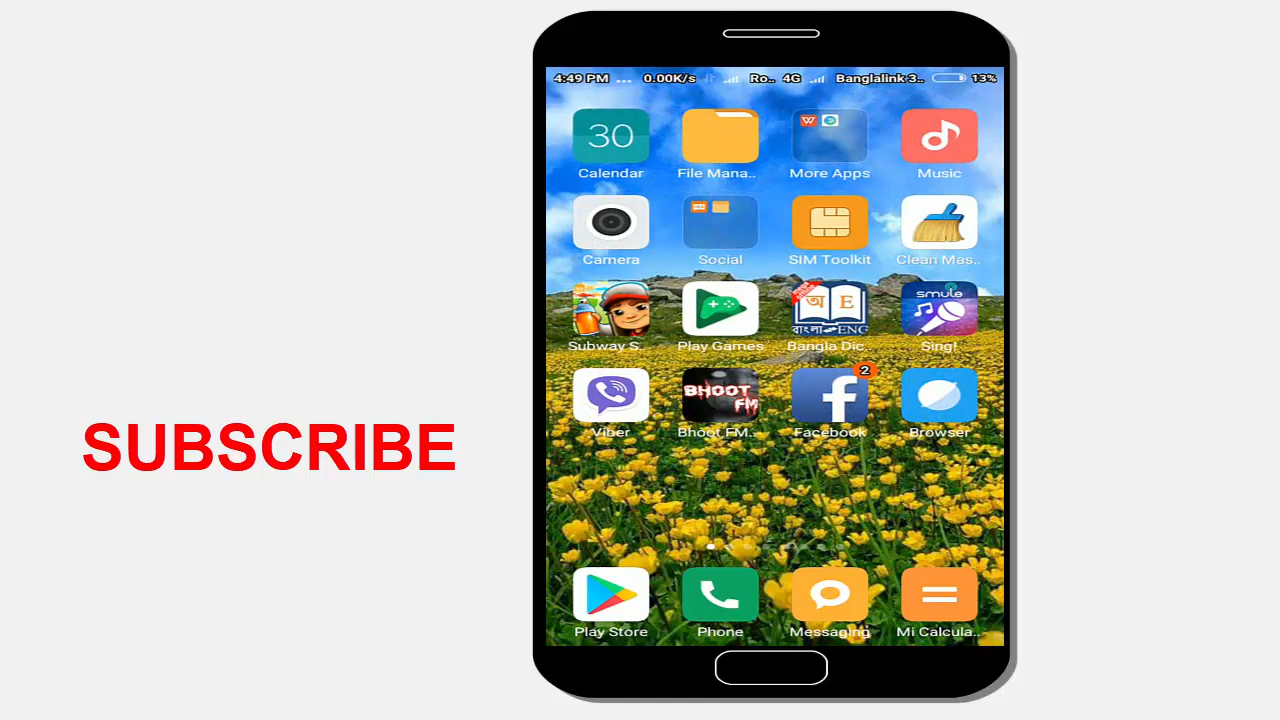 4:49 PM ... 0.00K/s Ro.. 4G Banglalink 3.. 13%
30
W
Calendar File Mana.. More Apps Music
Camera Social SIM Toolkit Clean Mas..
অ E
বাংলা ENG
smule
Subway S.. Play Games Bangla Dic.. Sing!
BHOOT FM
2
Viber Bhoot FM.. Facebook Browser
SUBSCRIBE
Play Store Phone Messaging Mi Calcula..